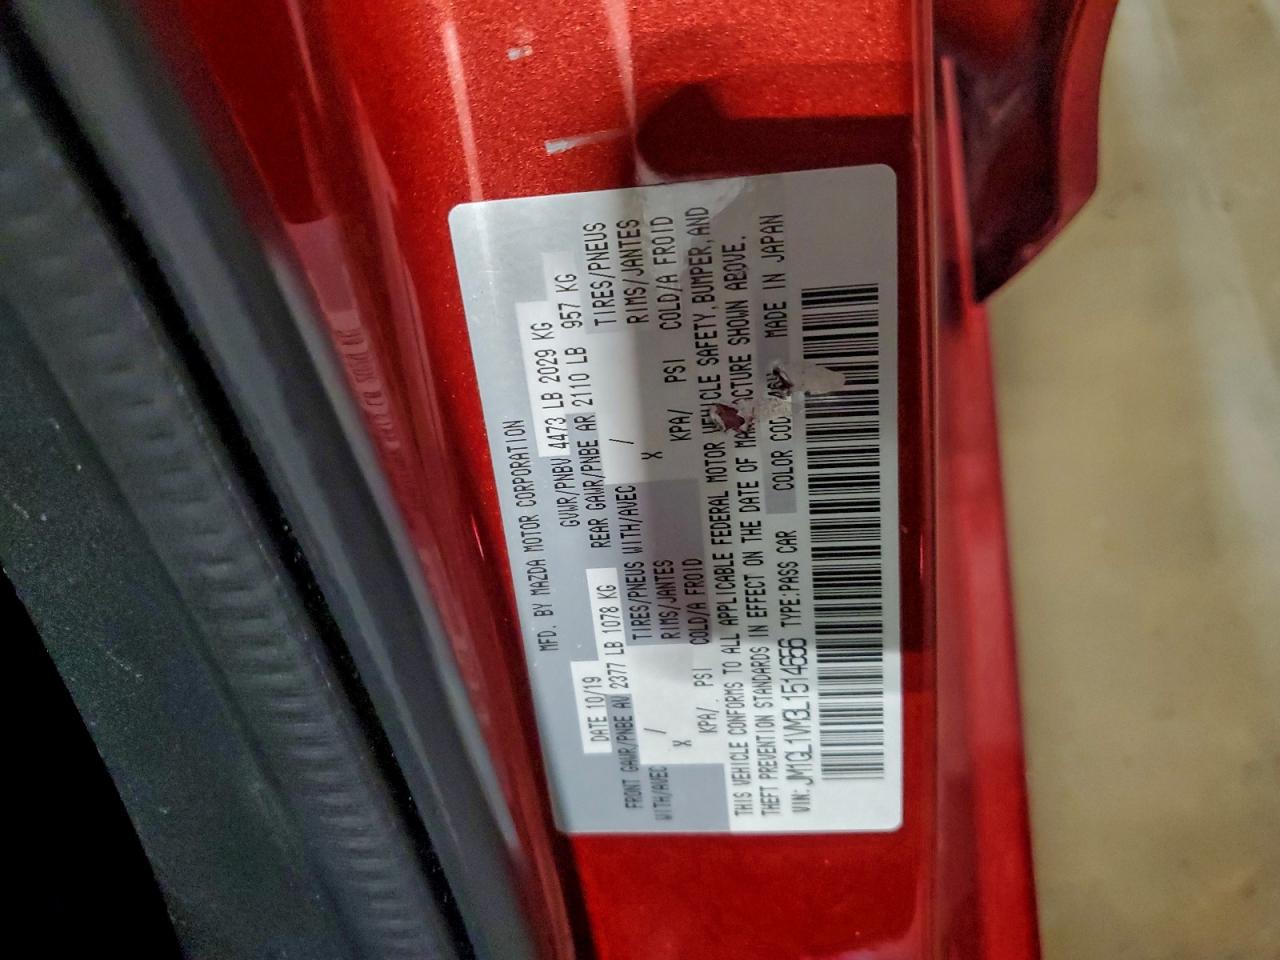 MFD. BY MAZDA MOTOR CORPORATION
DATE 10/19 GVWR/PNBV 4473 LB 2029 KG
FRONT GAWR/PNBE AV 2377 LB 1078 KG REAR GAWR/PNBE AR 2110 LB 957 KG
WITH/AVEC / TIRES/PNEUS WITH/AVEC / TIRES/PNEUS
X RIMS/JANTES X RIMS/JANTES
KPA/ PSI COLD/A FROID KPA/ PSI COLD/A FROID
THIS VEHICLE CONFORMS TO ALL APPLICABLE FEDERAL MOTOR VEHICLE SAFETY, BUMPER, AND
THEFT PREVENTION STANDARDS IN EFFECT ON THE DATE OF SHOWN ABOVE.
VIN: JM1GL1VM3L1514656 TYPE:PASS CAR COLOR MADE IN JAPAN